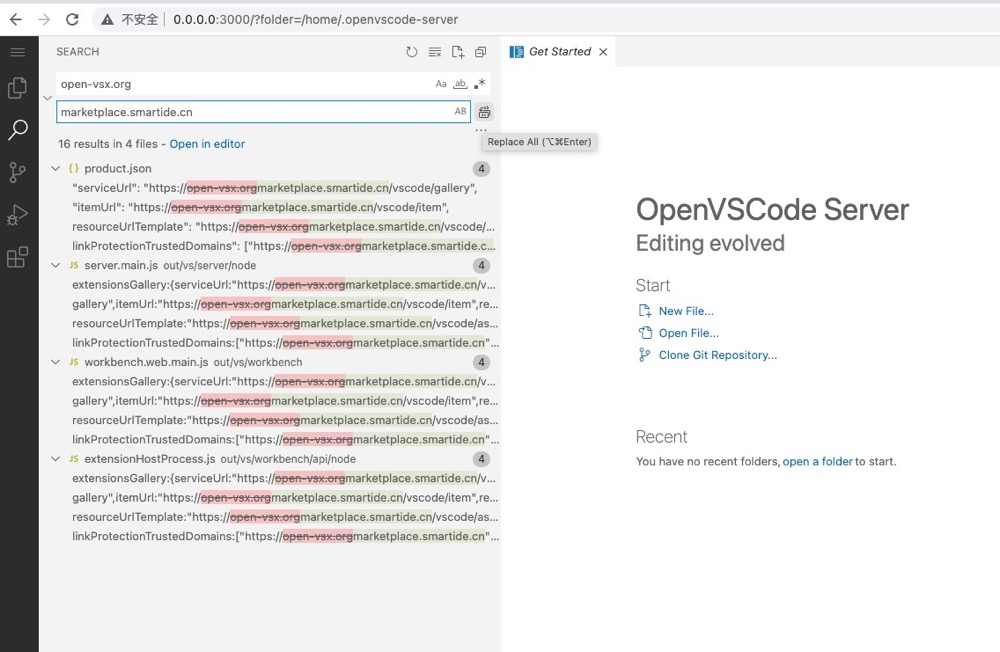 不安全 0.0.0.0:3000/?folder=/home/.openvscode-server
SEARCH
Get Started
open-vsx.org Aa ab .*
marketplace.smartide.cn AB
Replace All (⌥⌘Enter)
16 results in 4 files - Open in editor
{} product.json 4
"serviceUrl": "https://open-vsx.orgmarketplace.smartide.cn/vscode/gallery",
"itemUrl": "https://open-vsx.orgmarketplace.smartide.cn/vscode/item",
resourceUrlTemplate": "https://open-vsx.orgmarketplace.smartide.cn/vscode/...
linkProtectionTrustedDomains": ["https://open-vsx.orgmarketplace.smartide.c...
JS server.main.js out/vs/server/node 4
extensionsGallery:{serviceUrl:"https://open-vsx.orgmarketplace.smartide.cn/v...
gallery",itemUrl:"https://open-vsx.orgmarketplace.smartide.cn/vscode/item",re...
resourceUrlTemplate:"https://open-vsx.orgmarketplace.smartide.cn/vscode/as...
linkProtectionTrustedDomains:["https://open-vsx.orgmarketplace.smartide.cn"...
JS workbench.web.main.js out/vs/workbench 4
extensionsGallery:{serviceUrl:"https://open-vsx.orgmarketplace.smartide.cn/v...
gallery",itemUrl:"https://open-vsx.orgmarketplace.smartide.cn/vscode/item",re...
resourceUrlTemplate:"https://open-vsx.orgmarketplace.smartide.cn/vscode/as...
linkProtectionTrustedDomains:["https://open-vsx.orgmarketplace.smartide.cn"...
JS extensionHostProcess.js out/vs/workbench/api/node 4
extensionsGallery:{serviceUrl:"https://open-vsx.orgmarketplace.smartide.cn/v...
gallery",itemUrl:"https://open-vsx.orgmarketplace.smartide.cn/vscode/item",re...
resourceUrlTemplate:"https://open-vsx.orgmarketplace.smartide.cn/vscode/as...
linkProtectionTrustedDomains:["https://open-vsx.orgmarketplace.smartide.cn"...
OpenVSCode Server
Editing evolved
Start
New File...
Open File...
Clone Git Repository...
Recent
You have no recent folders, open a folder to start.